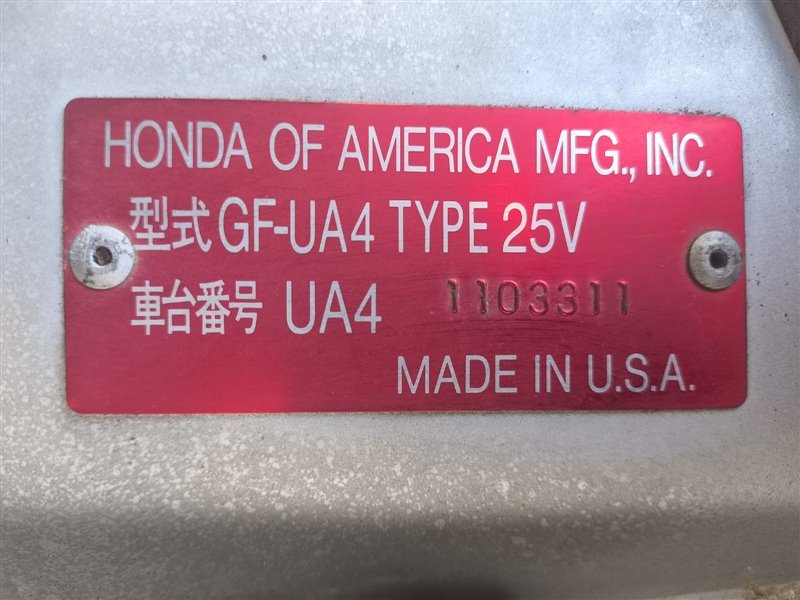 HONDA OF AMERICA MFG., INC.
型式 GF-UA4 TYPE 25V
車台番号 UA4 1103311
MADE IN U.S.A.